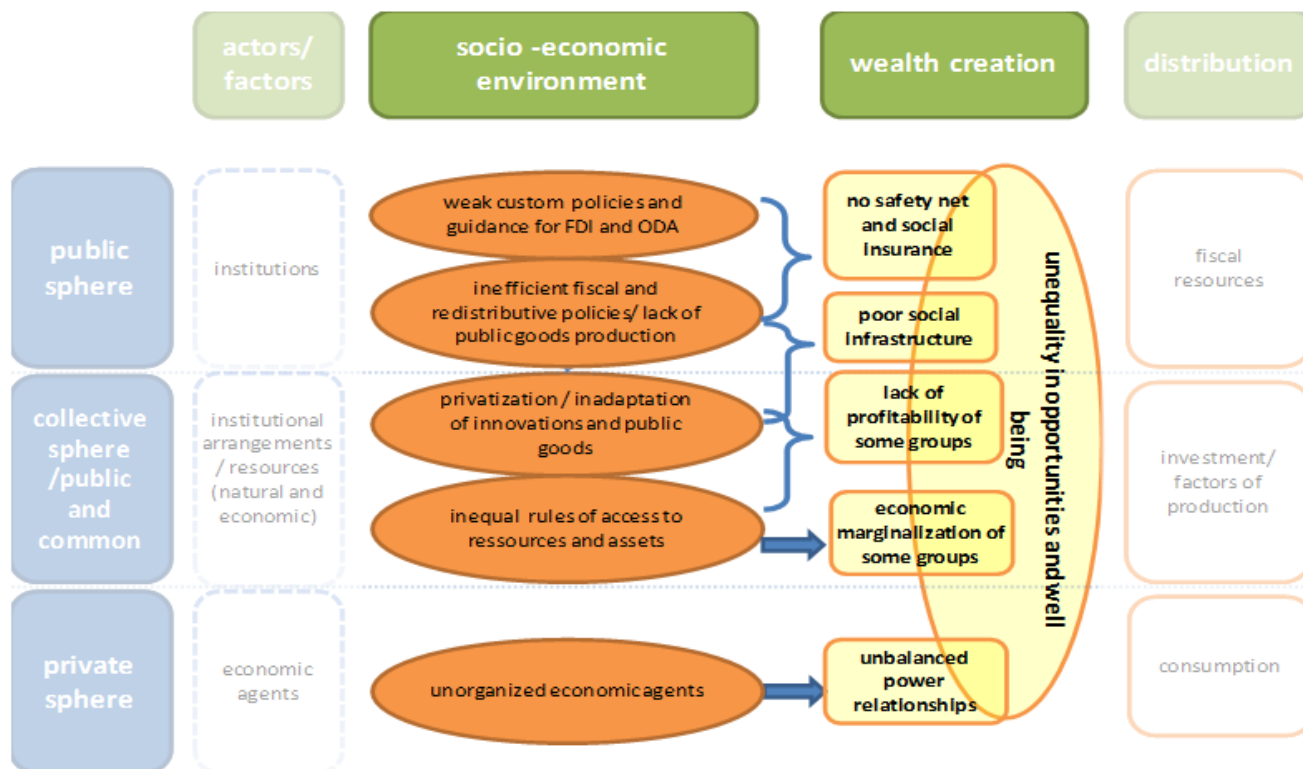 actors/
factors
socio -economic
environment
wealth creation
distribution
public
sphere
institutions
weak custom policies and
guidance for FDI and ODA
inefficient fiscal and
redistributive policies/ lack of
public goods production
no safety net
and social
insurance
poor social
infrastructure
fiscal
resources
collective
sphere
/public
and
common
institutional
arrangements
/ resources
(natural and
economic)
privatization / inadaptation
of innovations and public
goods
inequal rules of access to
ressources and assets
lack of
profitability of
some groups
economic
marginalization of
some groups
unequality in opportunities and well
being
investment/
factors of
production
private
sphere
economic
agents
unorganized economic agents
unbalanced
power
relationships
consumption